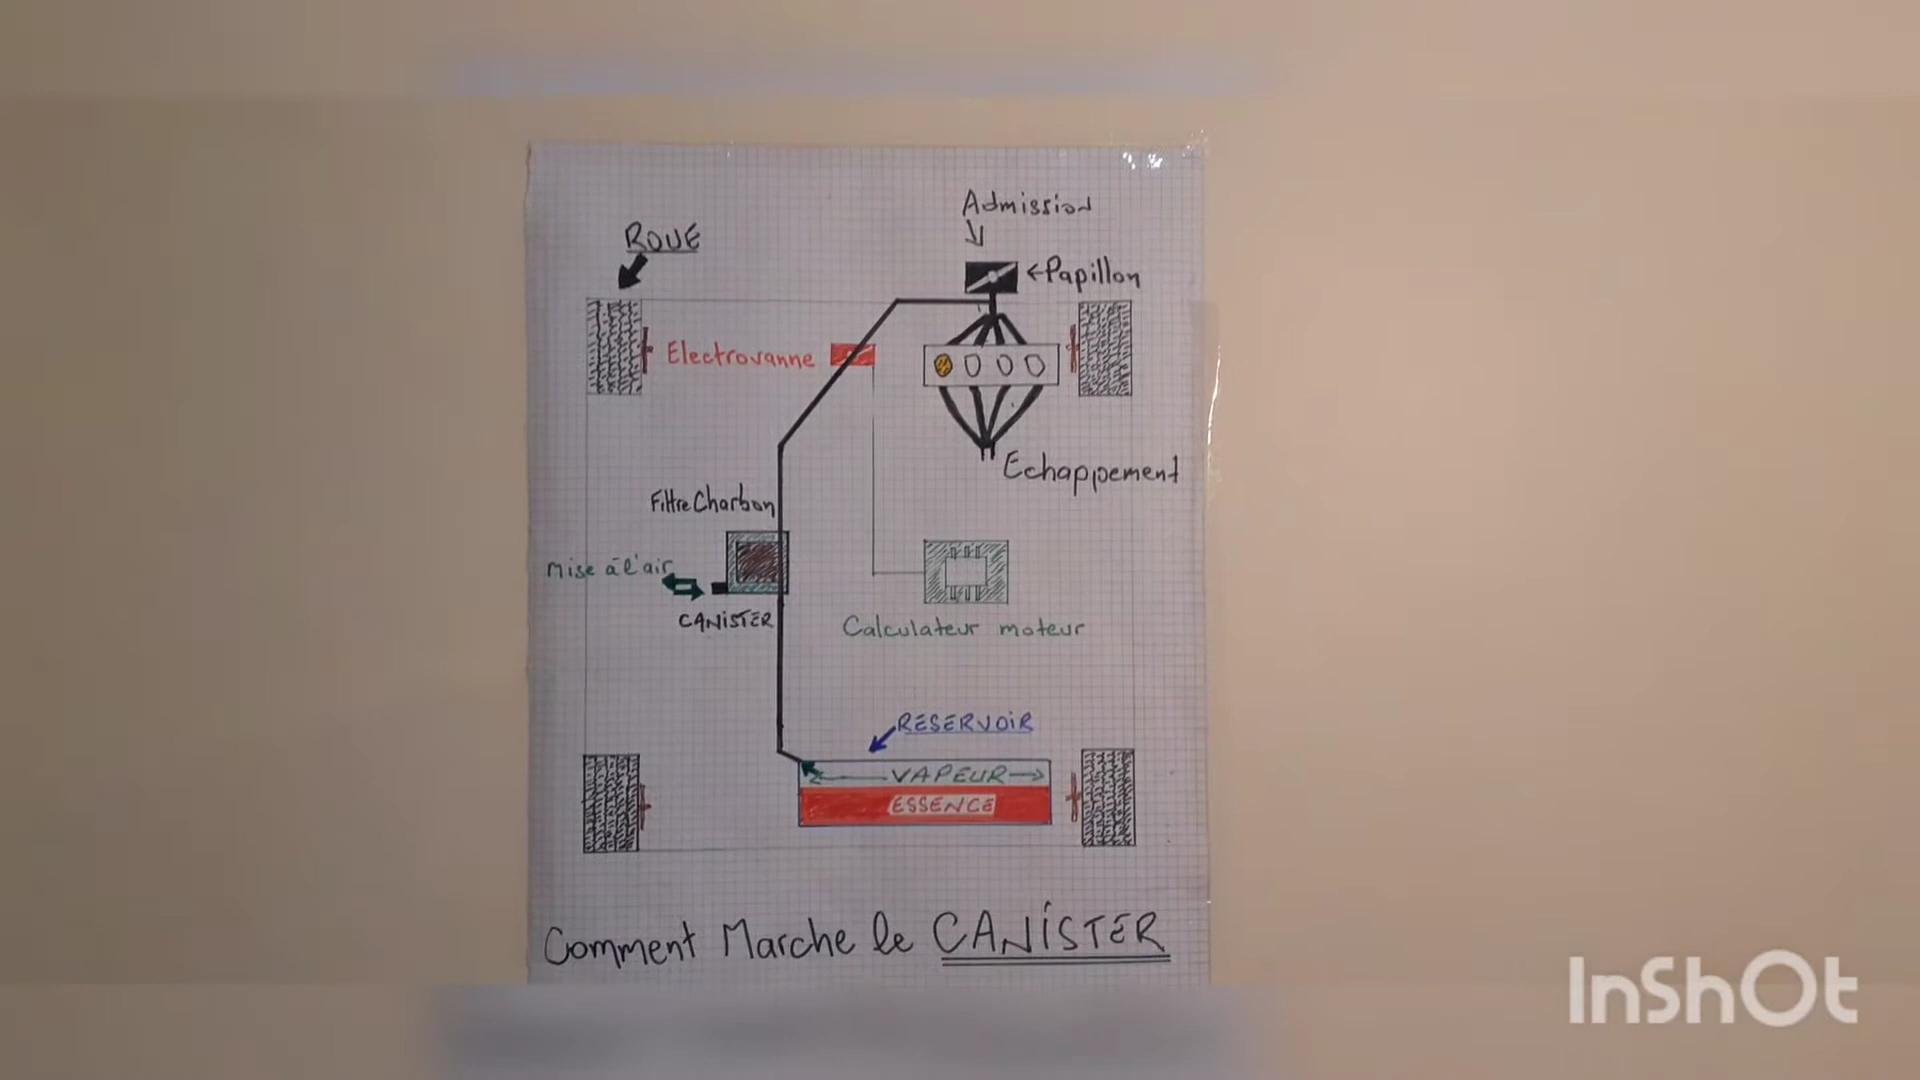 Admission
ROUE
←Papillon
Electrovanne
Echappement
Filtre Charbon
Mise à l'air
CANiSTER
Calculateur moteur
RESERVOIR
VAPEUR
ESSENCE
Comment Marche le CANiSTER
InShOt